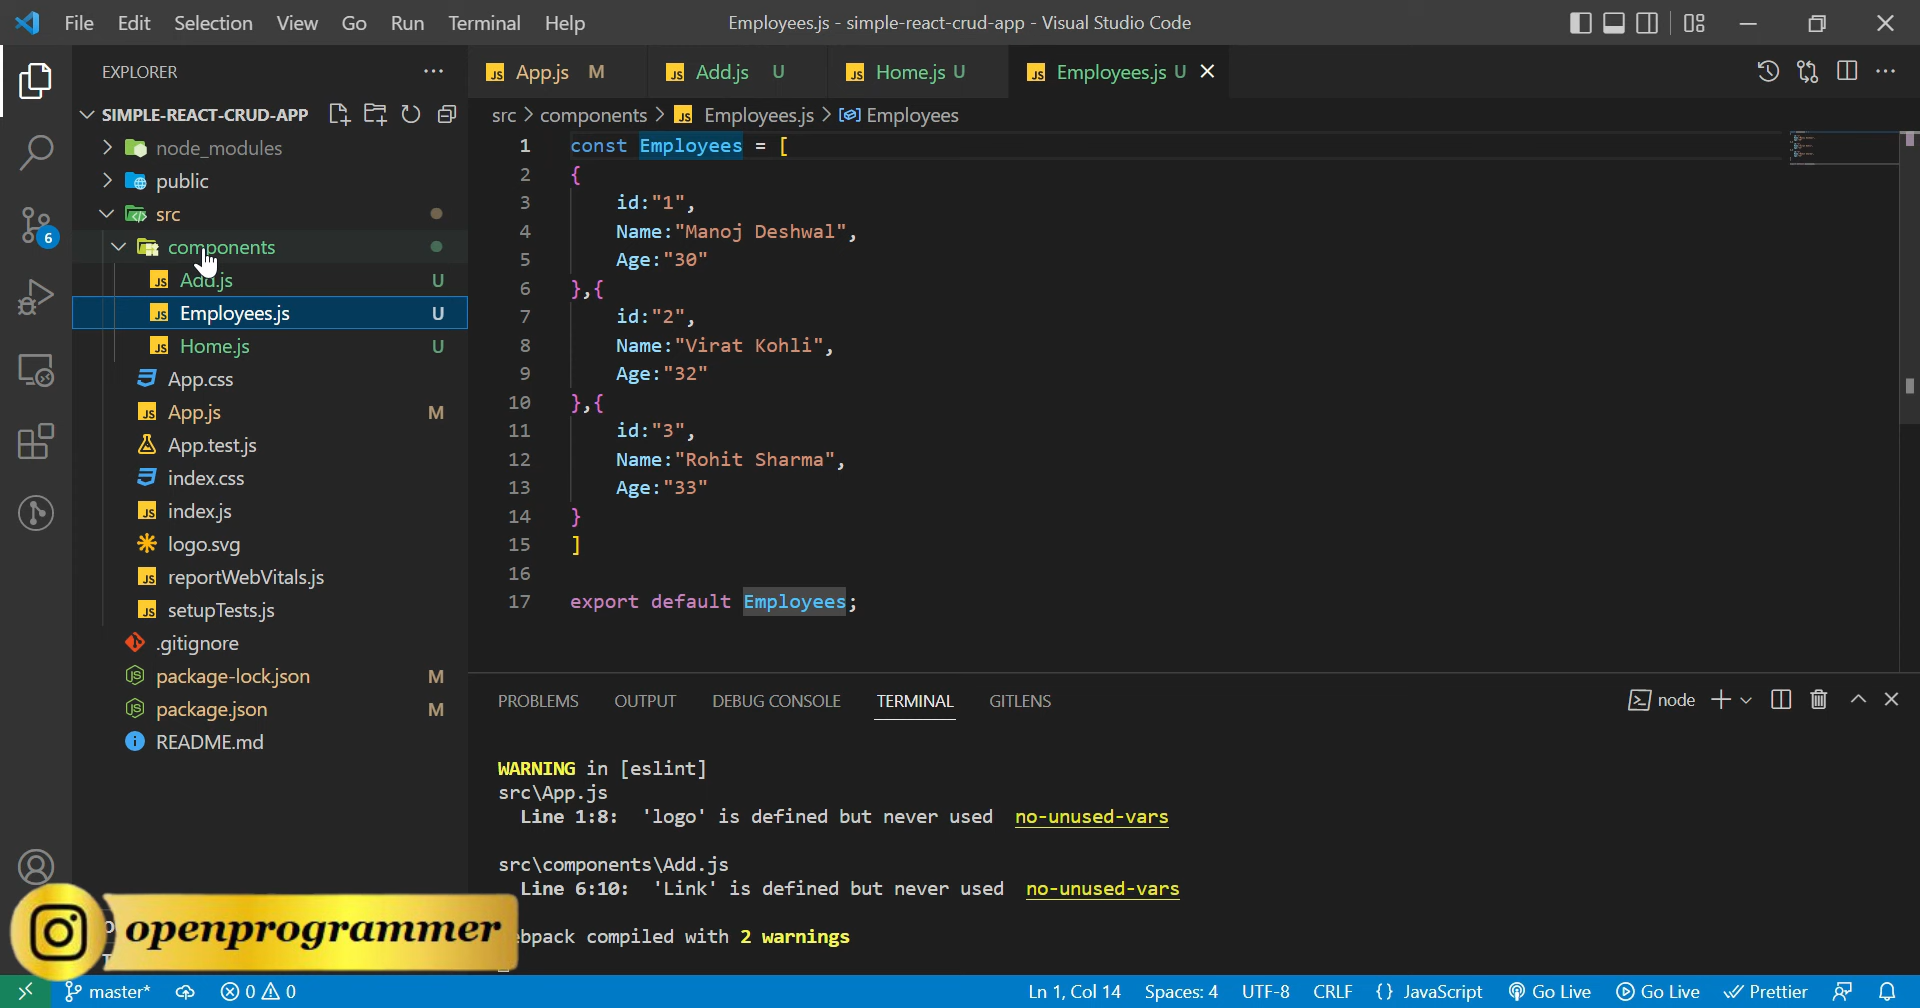 File Edit Selection View Go Run Terminal Help
Employees.js - simple-react-crud-app - Visual Studio Code
EXPLORER
SIMPLE-REACT-CRUD-APP
node_modules
public
src
components
Add.js U
Employees.js U
Home.js U
App.css
App.js M
App.test.js
index.css
index.js
logo.svg
reportWebVitals.js
setupTests.js
.gitignore
package-lock.json M
package.json M
README.md
6
App.js M
Add.js U
Home.js U
Employees.js U
src > components > Employees.js > Employees
1 const Employees = [
2 {
3 id:"1",
4 Name:"Manoj Deshwal",
5 Age:"30"
6 },{
7 id:"2",
8 Name:"Virat Kohli",
9 Age:"32"
10 },{
11 id:"3",
12 Name:"Rohit Sharma",
13 Age:"33"
14 }
15 ]
16
17 export default Employees;
PROBLEMS OUTPUT DEBUG CONSOLE TERMINAL GITLENS
node
WARNING in [eslint]
src\App.js
Line 1:8: 'logo' is defined but never used no-unused-vars
src\components\Add.js
Line 6:10: 'Link' is defined but never used no-unused-vars
ebpack compiled with 2 warnings
openprogrammer
master* 0 0
Ln 1, Col 14 Spaces: 4 UTF-8 CRLF {} JavaScript Go Live Go Live Prettier